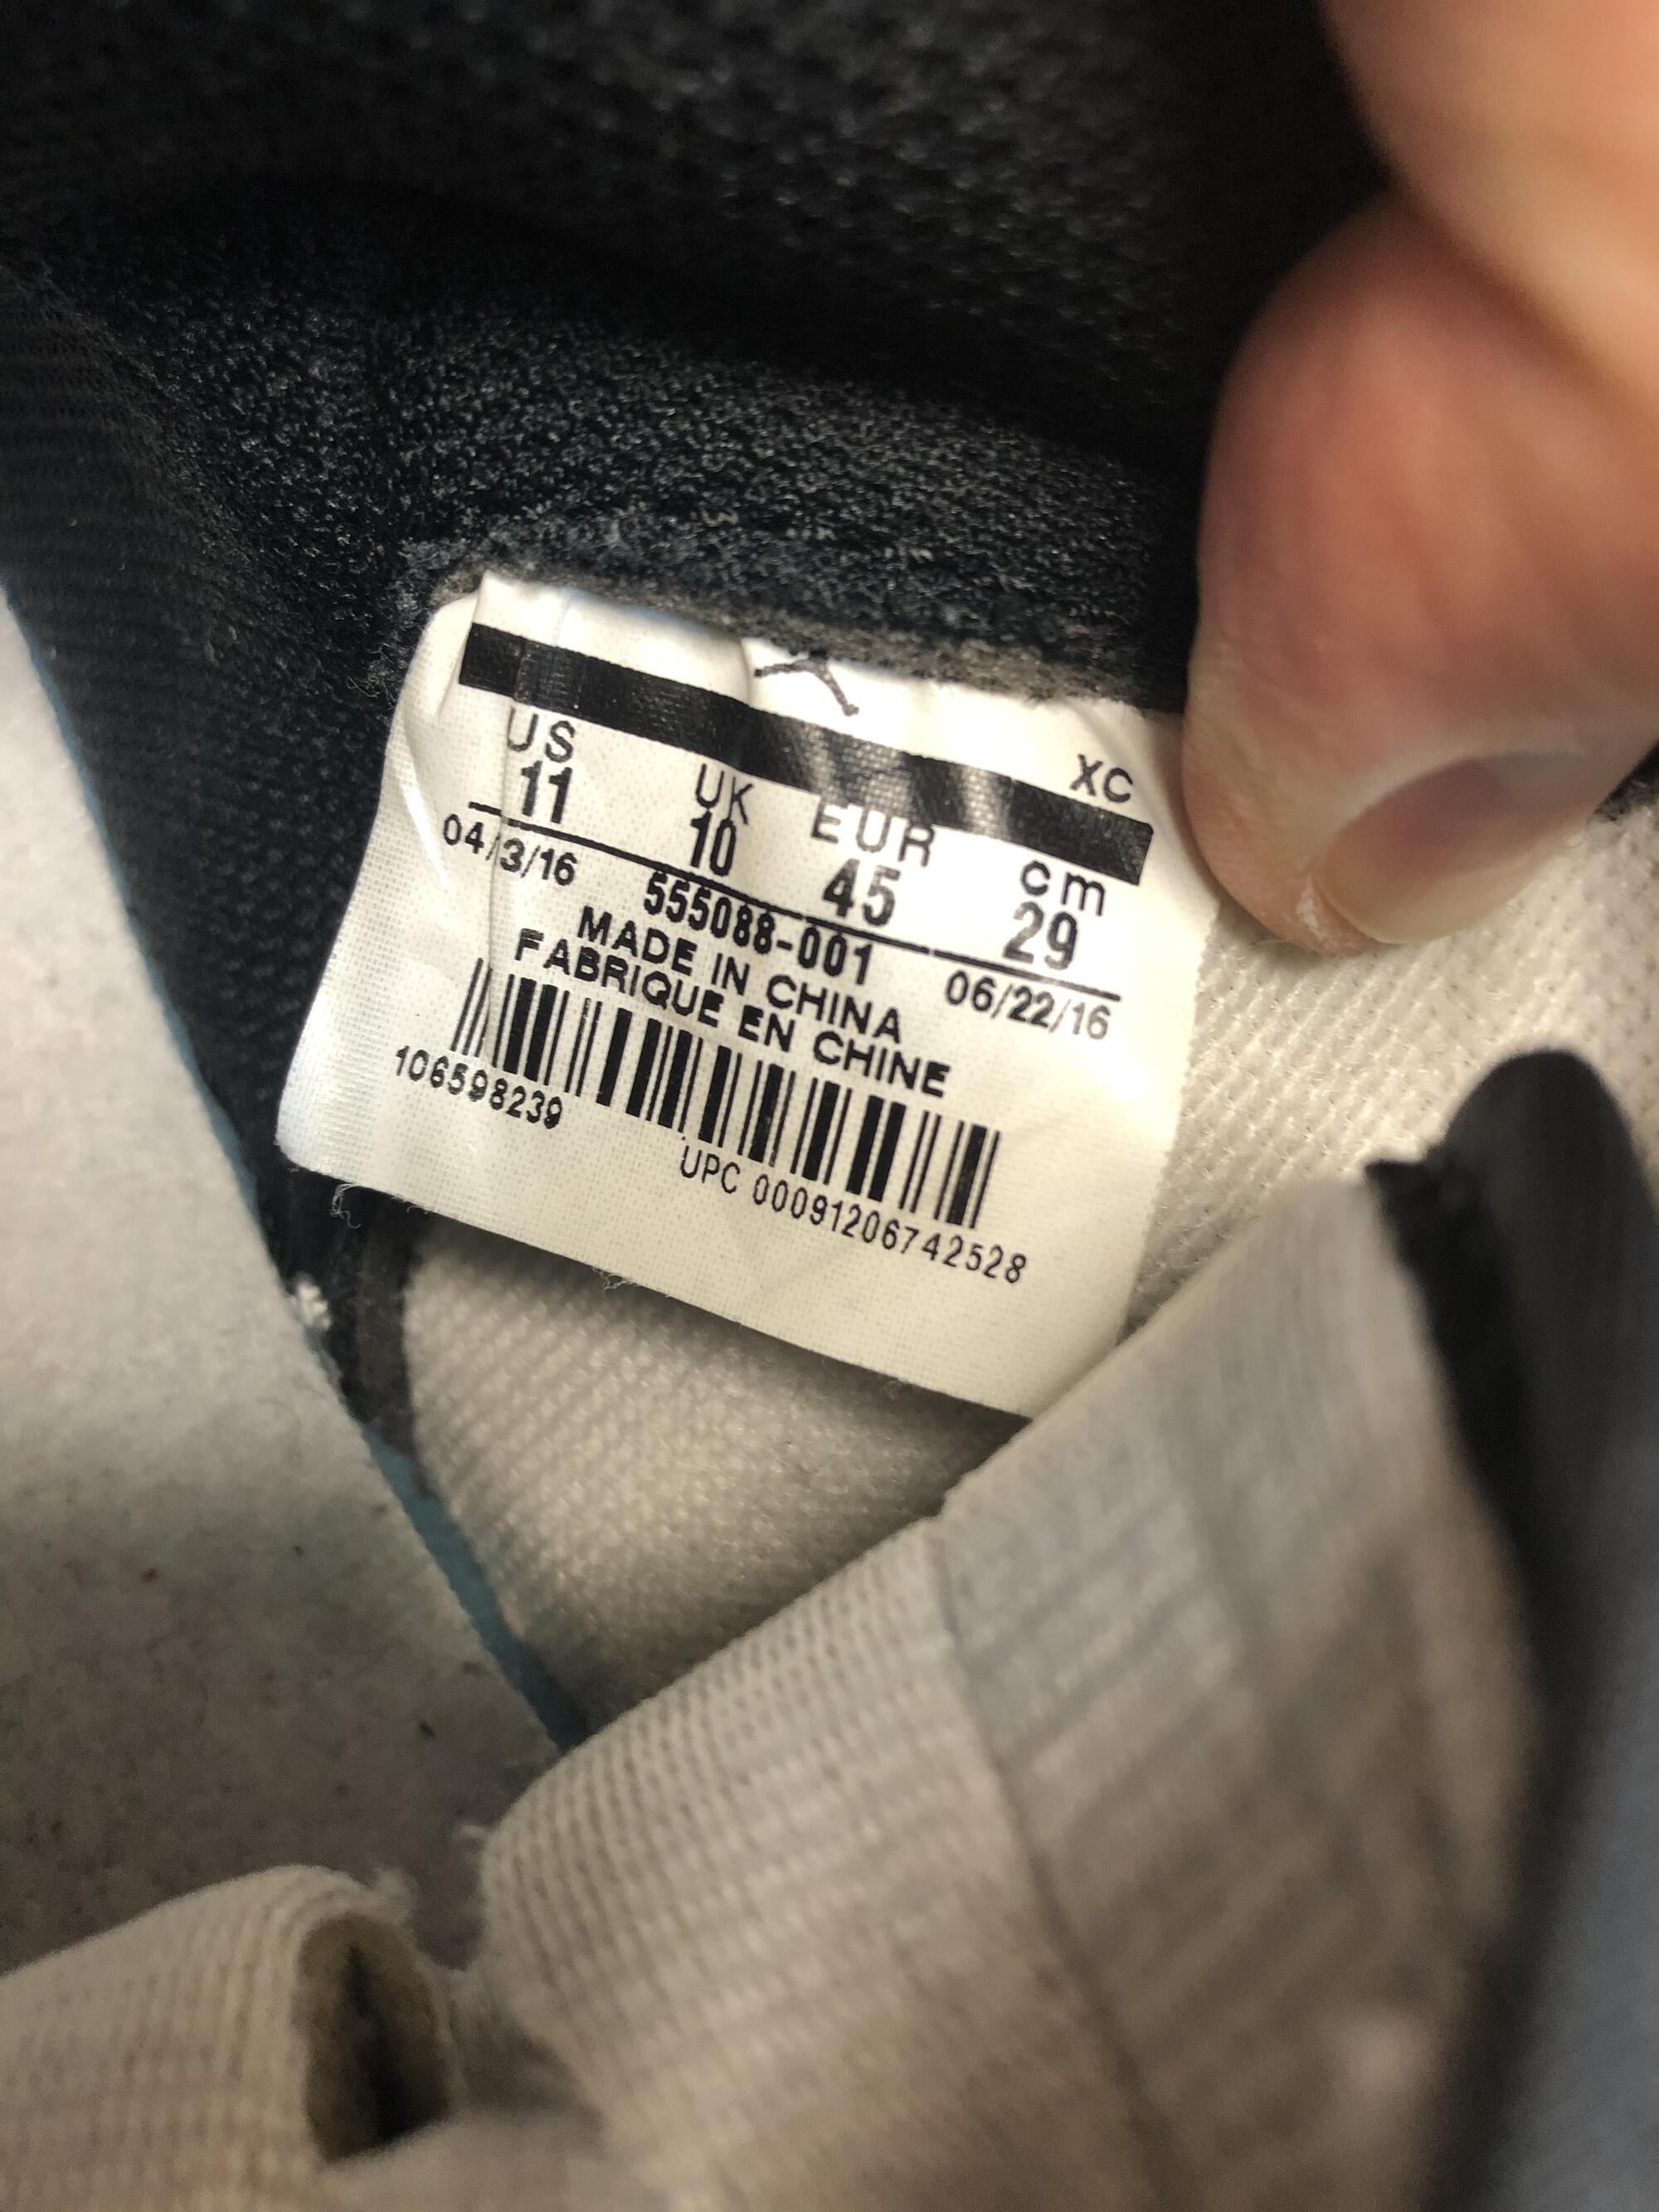 XC
US UK EUR cm
11 10 45 29
04/3/16 555088-001 06/22/16
MADE IN CHINA
FABRIQUE EN CHINE
106598239
UPC 00091206742528